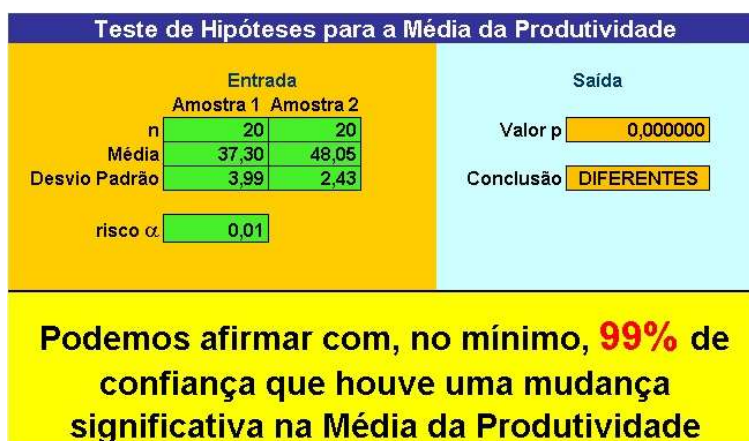 Teste de Hipóteses para a Média da Produtividade
Entrada
Amostra 1 Amostra 2
n 20 20
Média 37,30 48,05
Desvio Padrão 3,99 2,43
risco α 0,01
Saída
Valor p 0,000000
Conclusão DIFERENTES
Podemos afirmar com, no mínimo, 99% de
confiança que houve uma mudança
significativa na Média da Produtividade